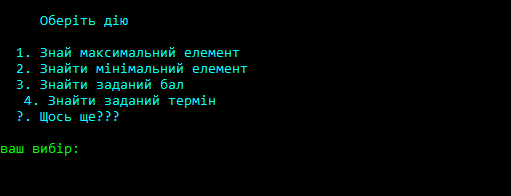 Оберіть дію
1. Знай максимальний елемент
2. Знайти мінімальний елемент
3. Знайти заданий бал
4. Знайти заданий термін
?. Щось ще???
ваш вибір: